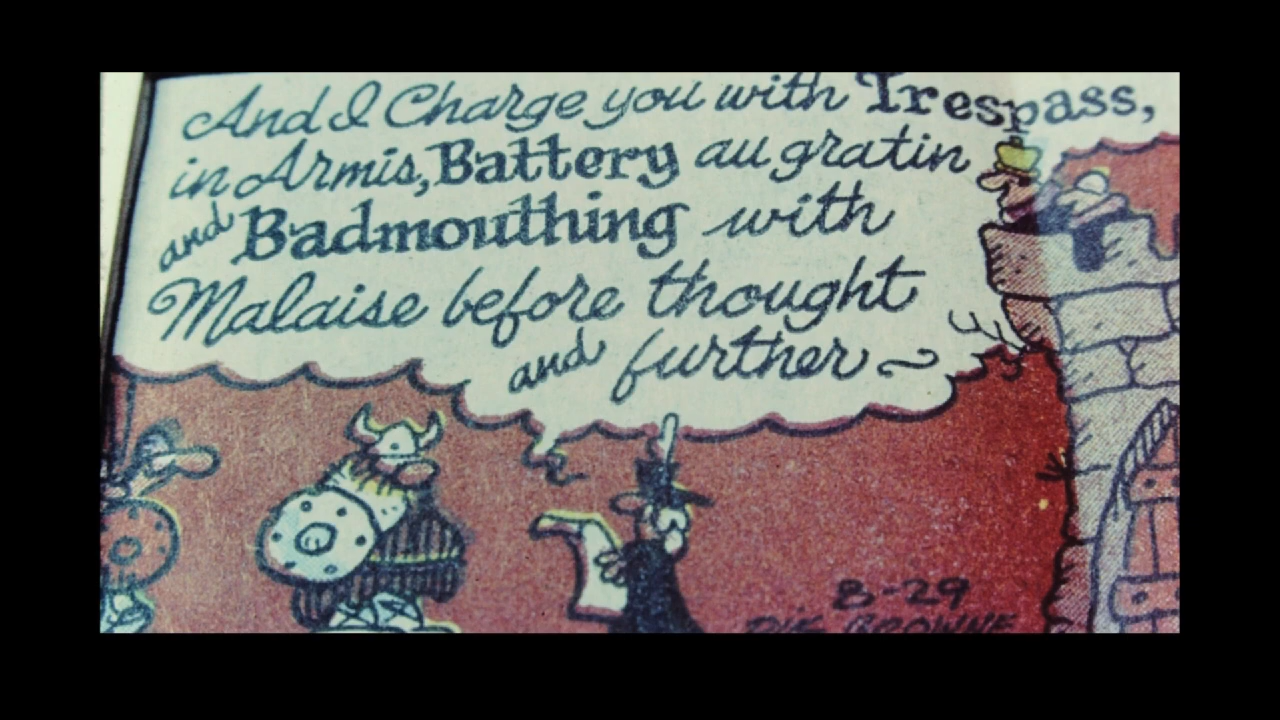 And I Charge you with Trespass,
in Armis, Battery au gratin
and Badmouthing with
Malaise before thought
and further~
8-29
DIK BROWNE